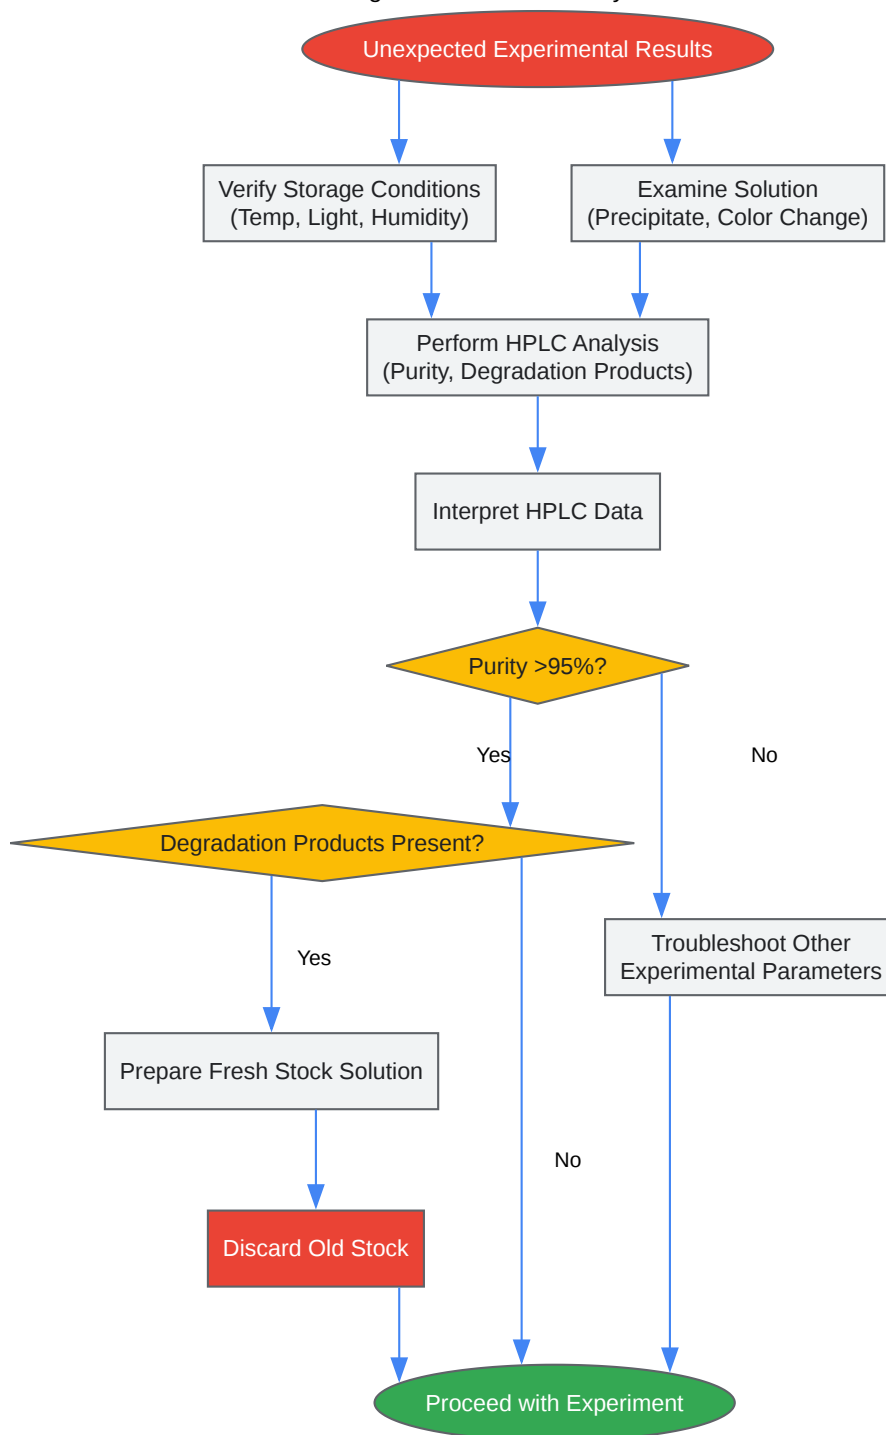 Unexpected Experimental Results
Verify Storage Conditions
(Temp, Light, Humidity)
Examine Solution
(Precipitate, Color Change)
Perform HPLC Analysis
(Purity, Degradation Products)
Interpret HPLC Data
Purity >95%?
Yes
No
Degradation Products Present?
Troubleshoot Other
Experimental Parameters
Yes
Prepare Fresh Stock Solution
No
Discard Old Stock
Proceed with Experiment